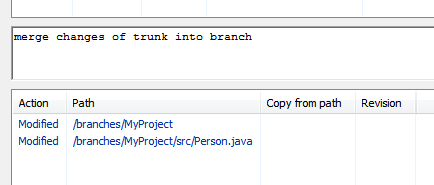 merge changes of trunk into branch
Action Path Copy from path Revision
Modified /branches/MyProject
Modified /branches/MyProject/src/Person.java